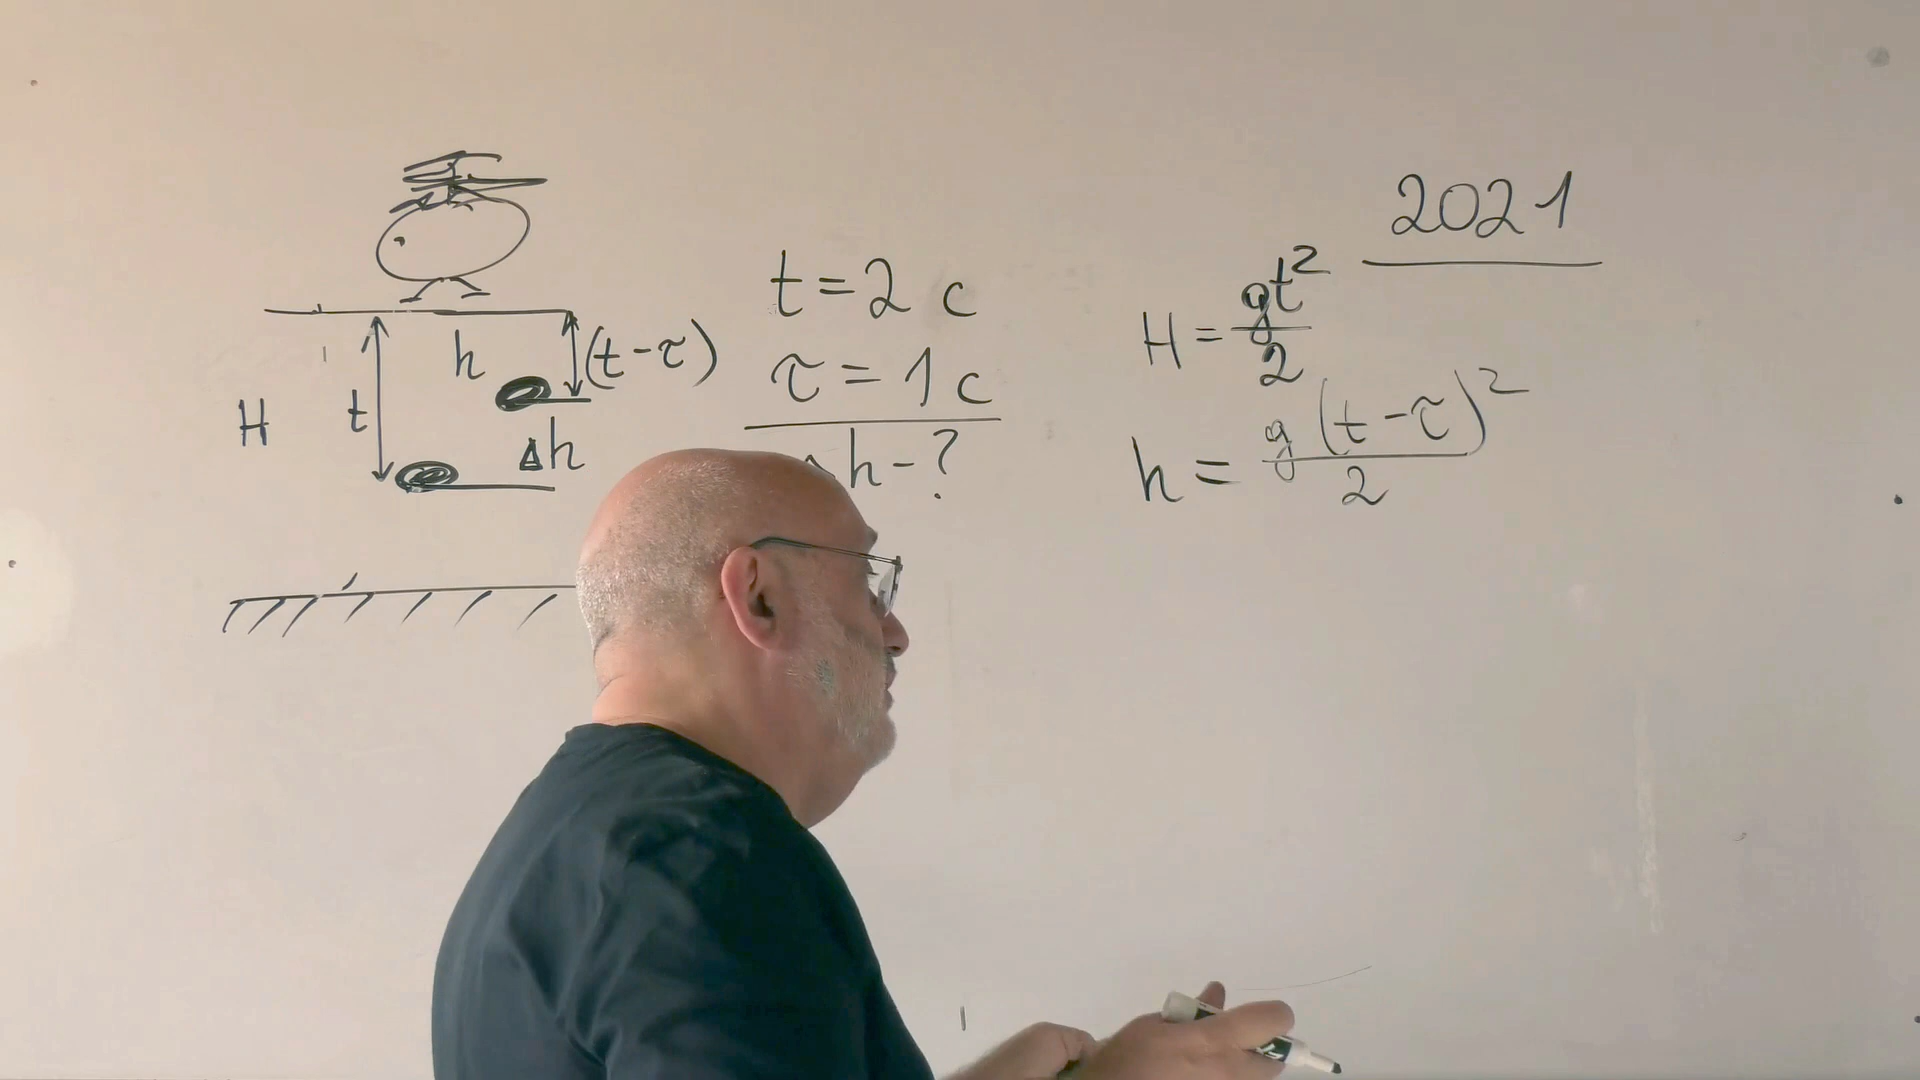 2021
h
(t-τ)
H
t
Δh
t = 2 c
τ = 1 c
h - ?
H = gt²/2
h = g(t-τ)²/2